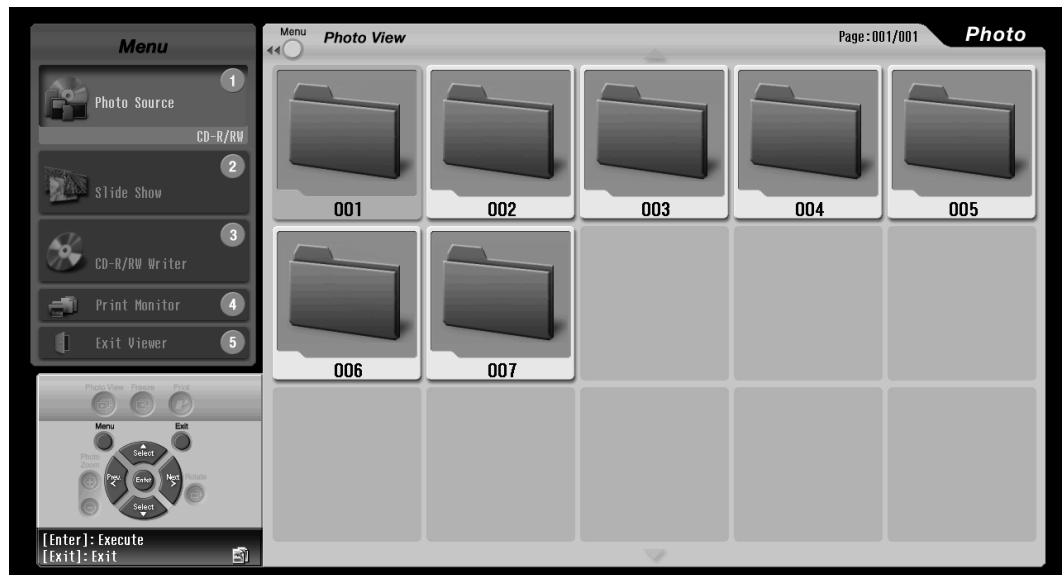 Menu
1
Photo Source
CD-R/RW
2
Slide Show
3
CD-R/RW Writer
Print Monitor 4
Exit Viewer 5
Photo View Freeze Print
Menu Exit
Select
Photo
Zoom
Prev. Enter Next Rotate
Select
[Enter]: Execute
[Exit]: Exit
Menu Photo View Page:001/001 Photo
001 002 003 004 005
006 007